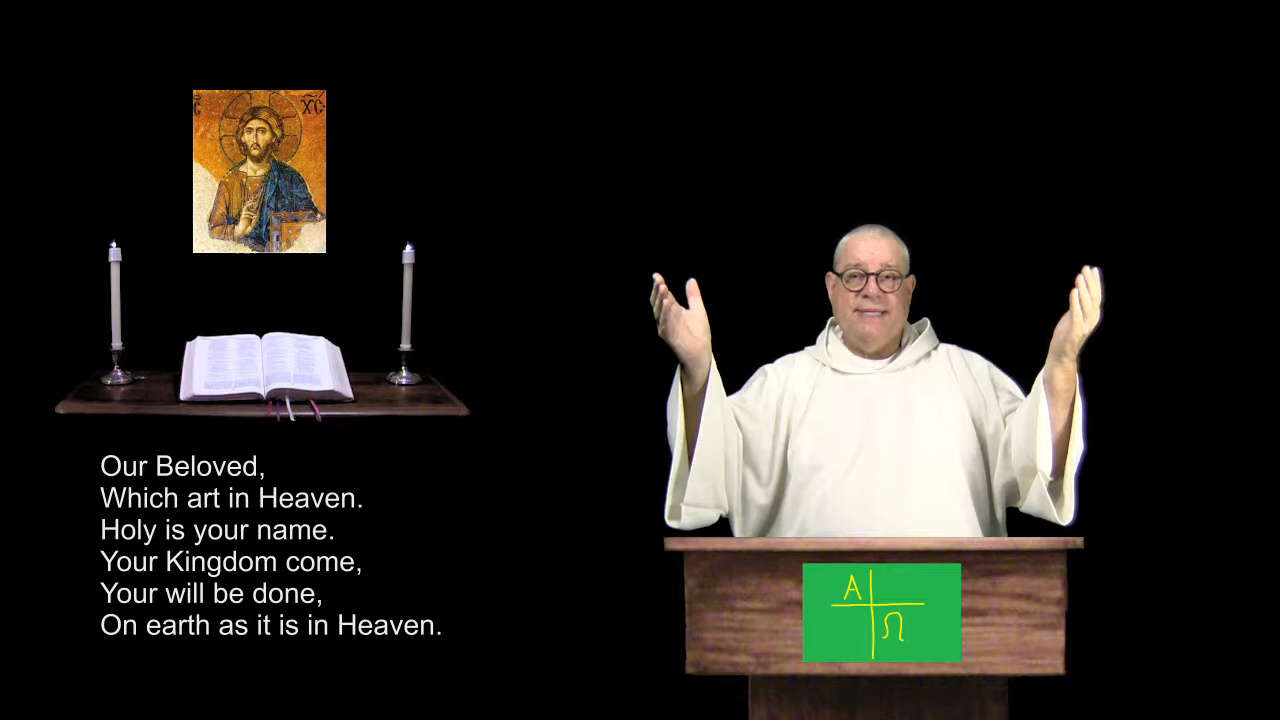 C XC
Our Beloved,
Which art in Heaven.
Holy is your name.
Your Kingdom come,
Your will be done,
On earth as it is in Heaven.
A
Ω